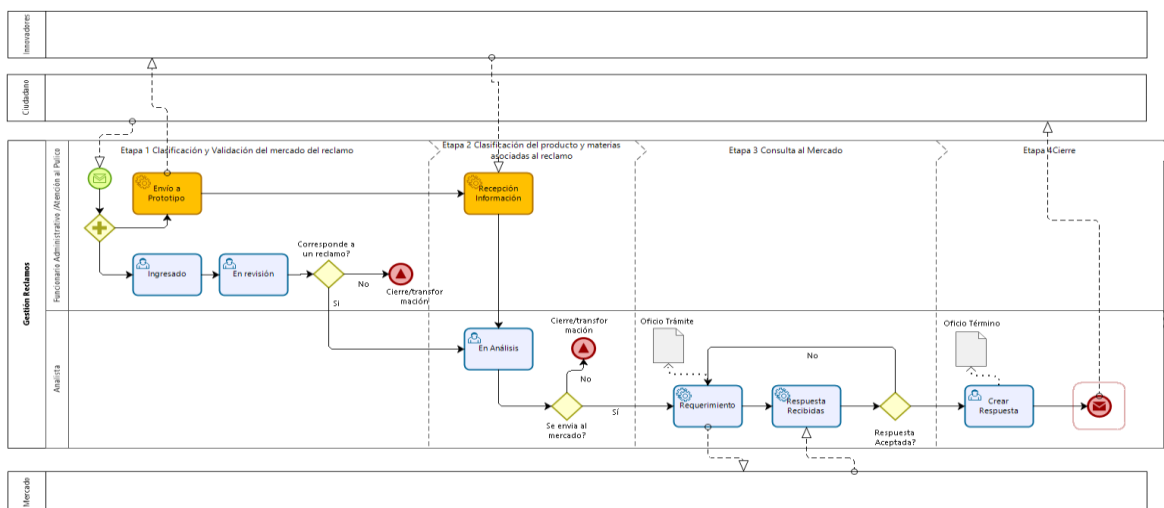 Innovadores
Ciudadano
Gestión Reclamos
Funcionario Administrativo /Atención al Pulico
Analista
Mercado
Etapa 1 Clasificación y Validación del mercado del reclamo
Etapa 2 Clasificación del producto y materias
asociadas al reclamo
Etapa 3 Consulta al Mercado
Etapa 4Cierre
Envío a
Prototipo
Recepción
Información
Ingresado
En revisión
Corresponde a
un reclamo?
No
Si
Cierre/transfor
mación
En Análisis
Cierre/transfor
mación
No
Se envia al
mercado?
Sí
Oficio Trámite
Requerimiento
Respuesta
Recibidas
No
Respuesta
Aceptada?
Oficio Término
Crear
Respuesta